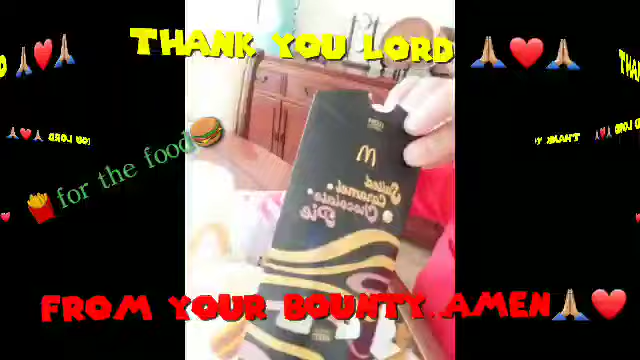 THANK YOU LORD 🙏❤️🙏
🍟for the food🍔
M
Salted
Caramel
Chocolate
Pie
FROM YOUR BOUNTY. AMEN🙏❤️